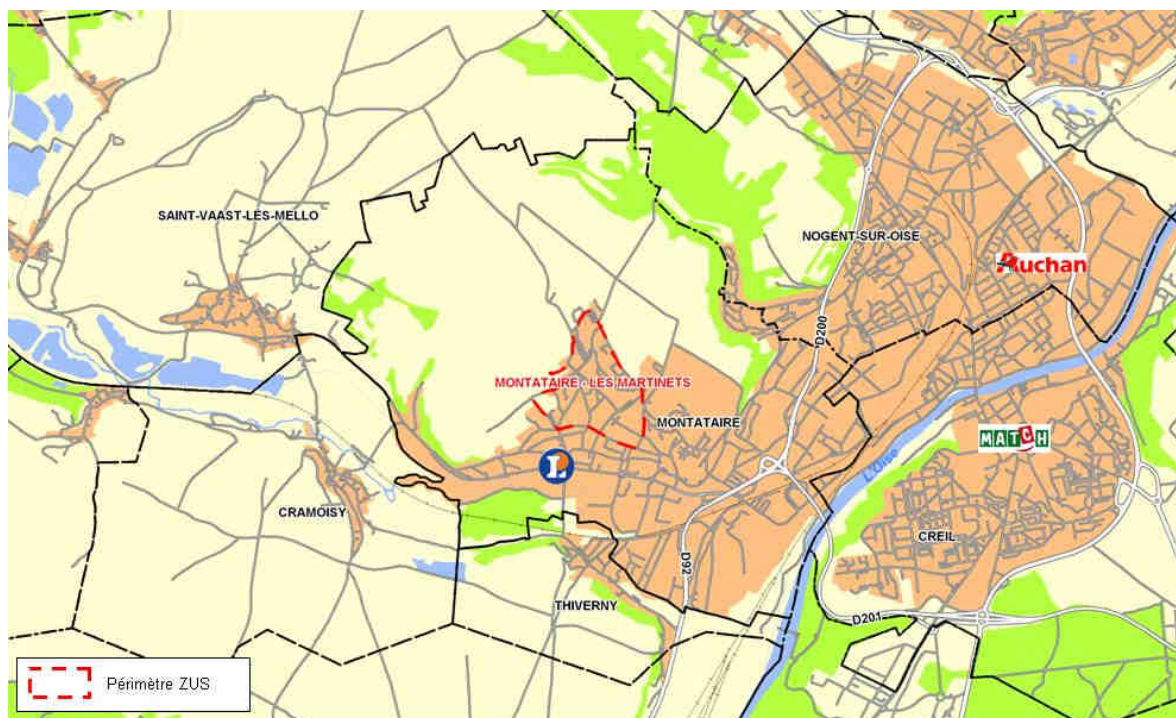 SAINT-VAAST-LES-MELLO
NOGENT-SUR-OISE
Auchan
D200
MONTATAIRE - LES MARTINETS
MONTATAIRE
MATCH
L
L'Oise
CRAMOISY
CREIL
D92
THIVERNY
D201
Périmètre ZUS